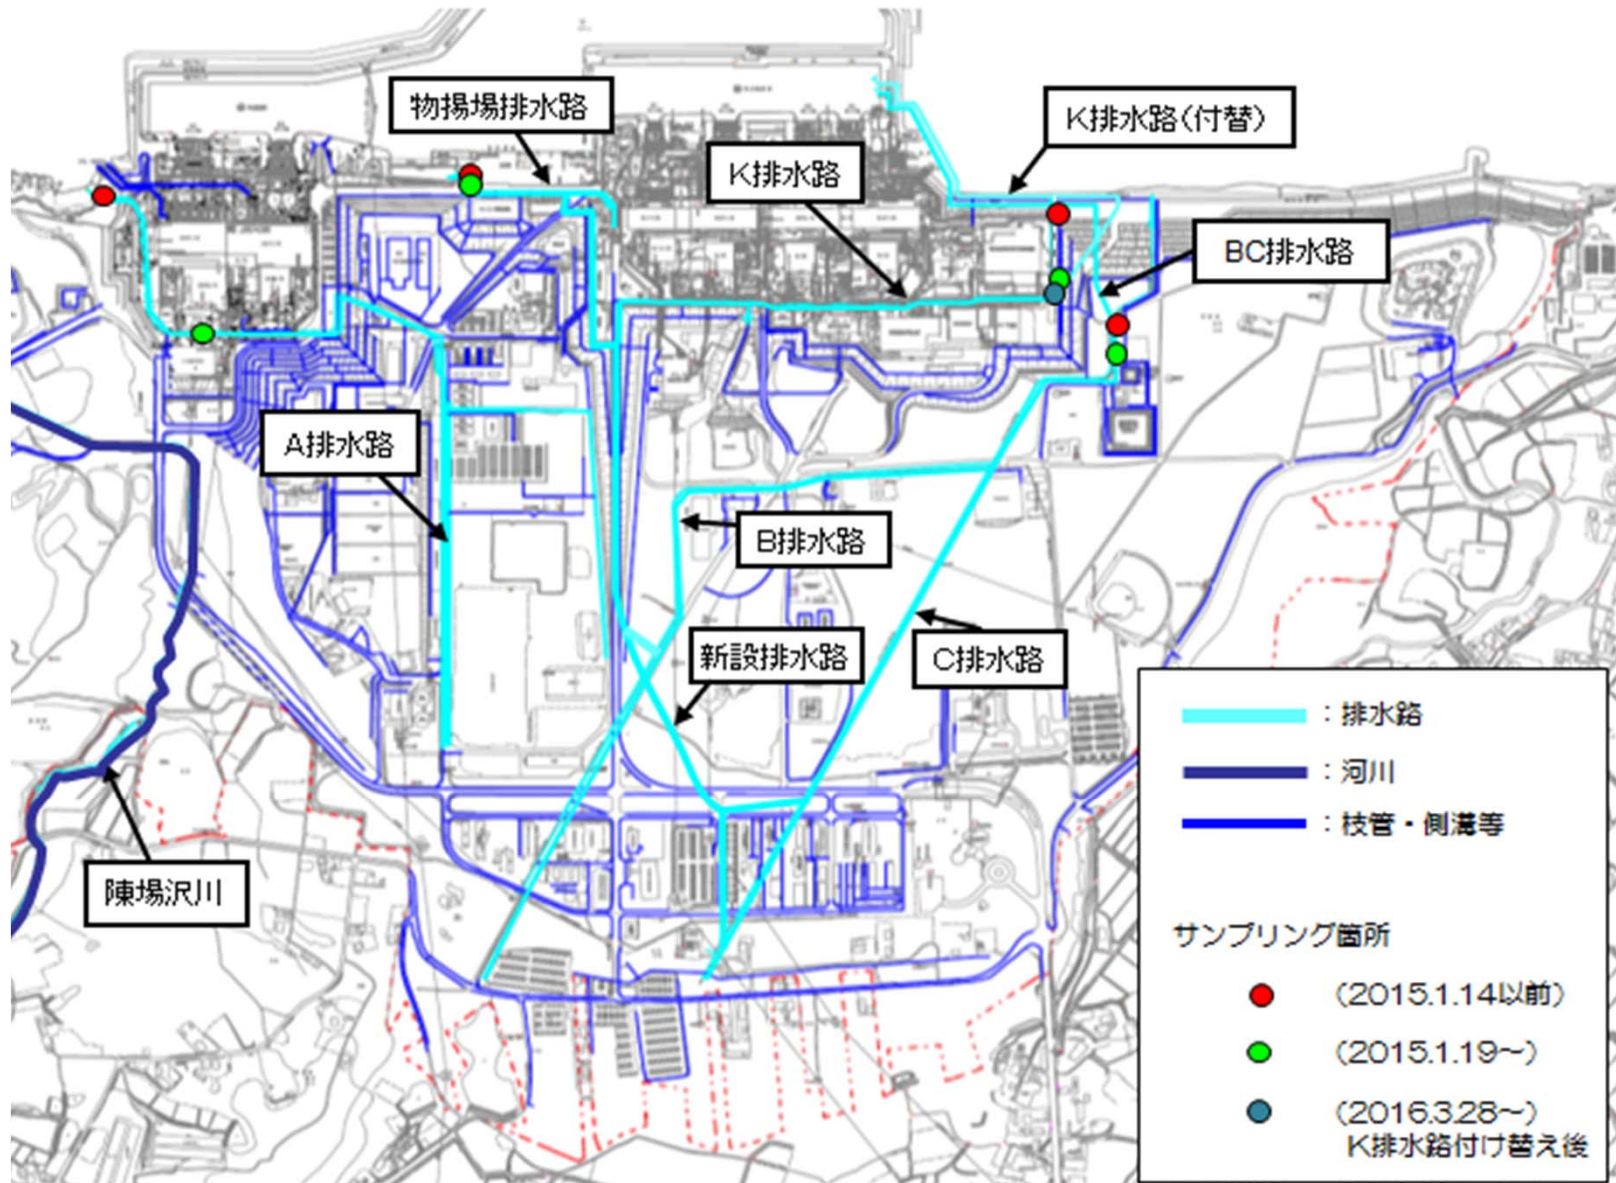 物揚場排水路
K排水路(付替)
K排水路
BC排水路
A排水路
B排水路
新設排水路
C排水路
陳場沢川
：排水路
：河川
：枝管・側溝等
サンプリング箇所
（2015.1.14以前）
（2015.1.19～）
（2016.3.28～）
K排水路付け替え後